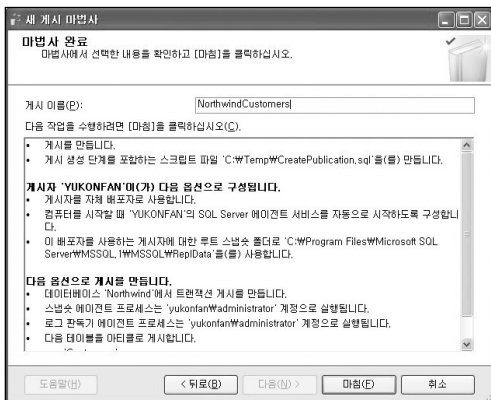 새 게시 마법사
마법사 완료
마법사에서 선택한 내용을 확인하고 [마침]을 클릭하십시오.
게시 이름(P): NorthwindCustomers
다음 작업을 수행하려면 [마침]을 클릭하십시오(C).
• 게시를 만듭니다.
• 게시 생성 단계를 포함하는 스크립트 파일 'C:₩Temp₩CreatePublication.sql'을(를) 만듭니다.
게시자 'YUKONFAN'이(가) 다음 옵션으로 구성됩니다.
• 게시자를 자체 배포자로 사용합니다.
• 컴퓨터를 시작할 때 'YUKONFAN'의 SQL Server 에이전트 서비스를 자동으로 시작하도록 구성합니
다.
• 이 배포자를 사용하는 게시자에 대한 루트 스냅숏 폴더로 'C:₩Program Files₩Microsoft SQL
Server₩MSSQL.1₩MSSQL₩ReplData'을(를) 사용합니다.
다음 옵션으로 게시를 만듭니다.
• 데이터베이스 'Northwind'에서 트랜잭션 게시를 만듭니다.
• 스냅숏 에이전트 프로세스는 'yukonfan₩administrator' 계정으로 실행됩니다.
• 로그 판독기 에이전트 프로세스는 'yukonfan₩administrator' 계정으로 실행됩니다.
• 다음 테이블을 아티클로 게시합니다.
도움말(H) < 뒤로(B) 다음(N) > 마침(F) 취소